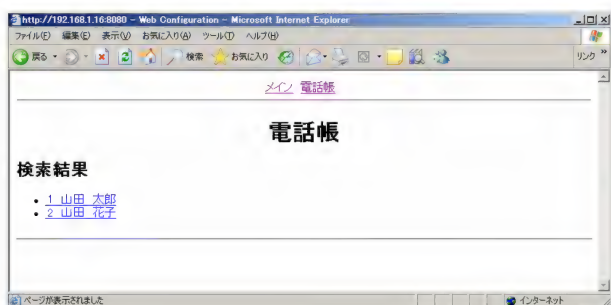 http://192.168.1.16:8080 - Web Configuration - Microsoft Internet Explorer
ファイル(F) 編集(E) 表示(V) お気に入り(A) ツール(T) ヘルプ(H)
戻る 検索 お気に入り リンク »
メイン 電話帳
電話帳
検索結果
• 1 山田 太郎
• 2 山田 花子
ページが表示されました インターネット